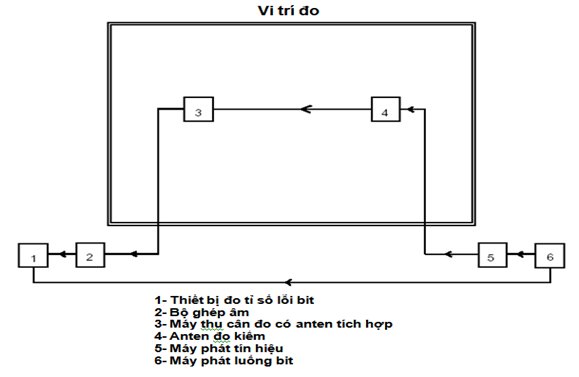 Vi trí đo
3
4
1
2
5
6
1- Thiết bị đo tỉ số lỗi bit
2- Bộ ghép âm
3- Máy thu cần đo có anten tích hợp
4- Anten đo kiểm
5- Máy phát tín hiệu
6- Máy phát luồng bit